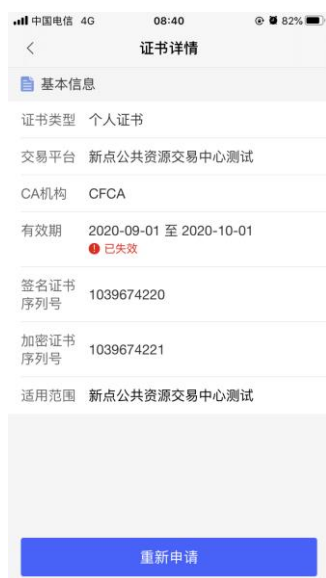 中国电信 4G 08:40 82%
证书详情
基本信息
证书类型 个人证书
交易平台 新点公共资源交易中心测试
CA机构 CFCA
有效期 2020-09-01 至 2020-10-01
已失效
签名证书
序列号 1039674220
加密证书
序列号 1039674221
适用范围 新点公共资源交易中心测试
重新申请